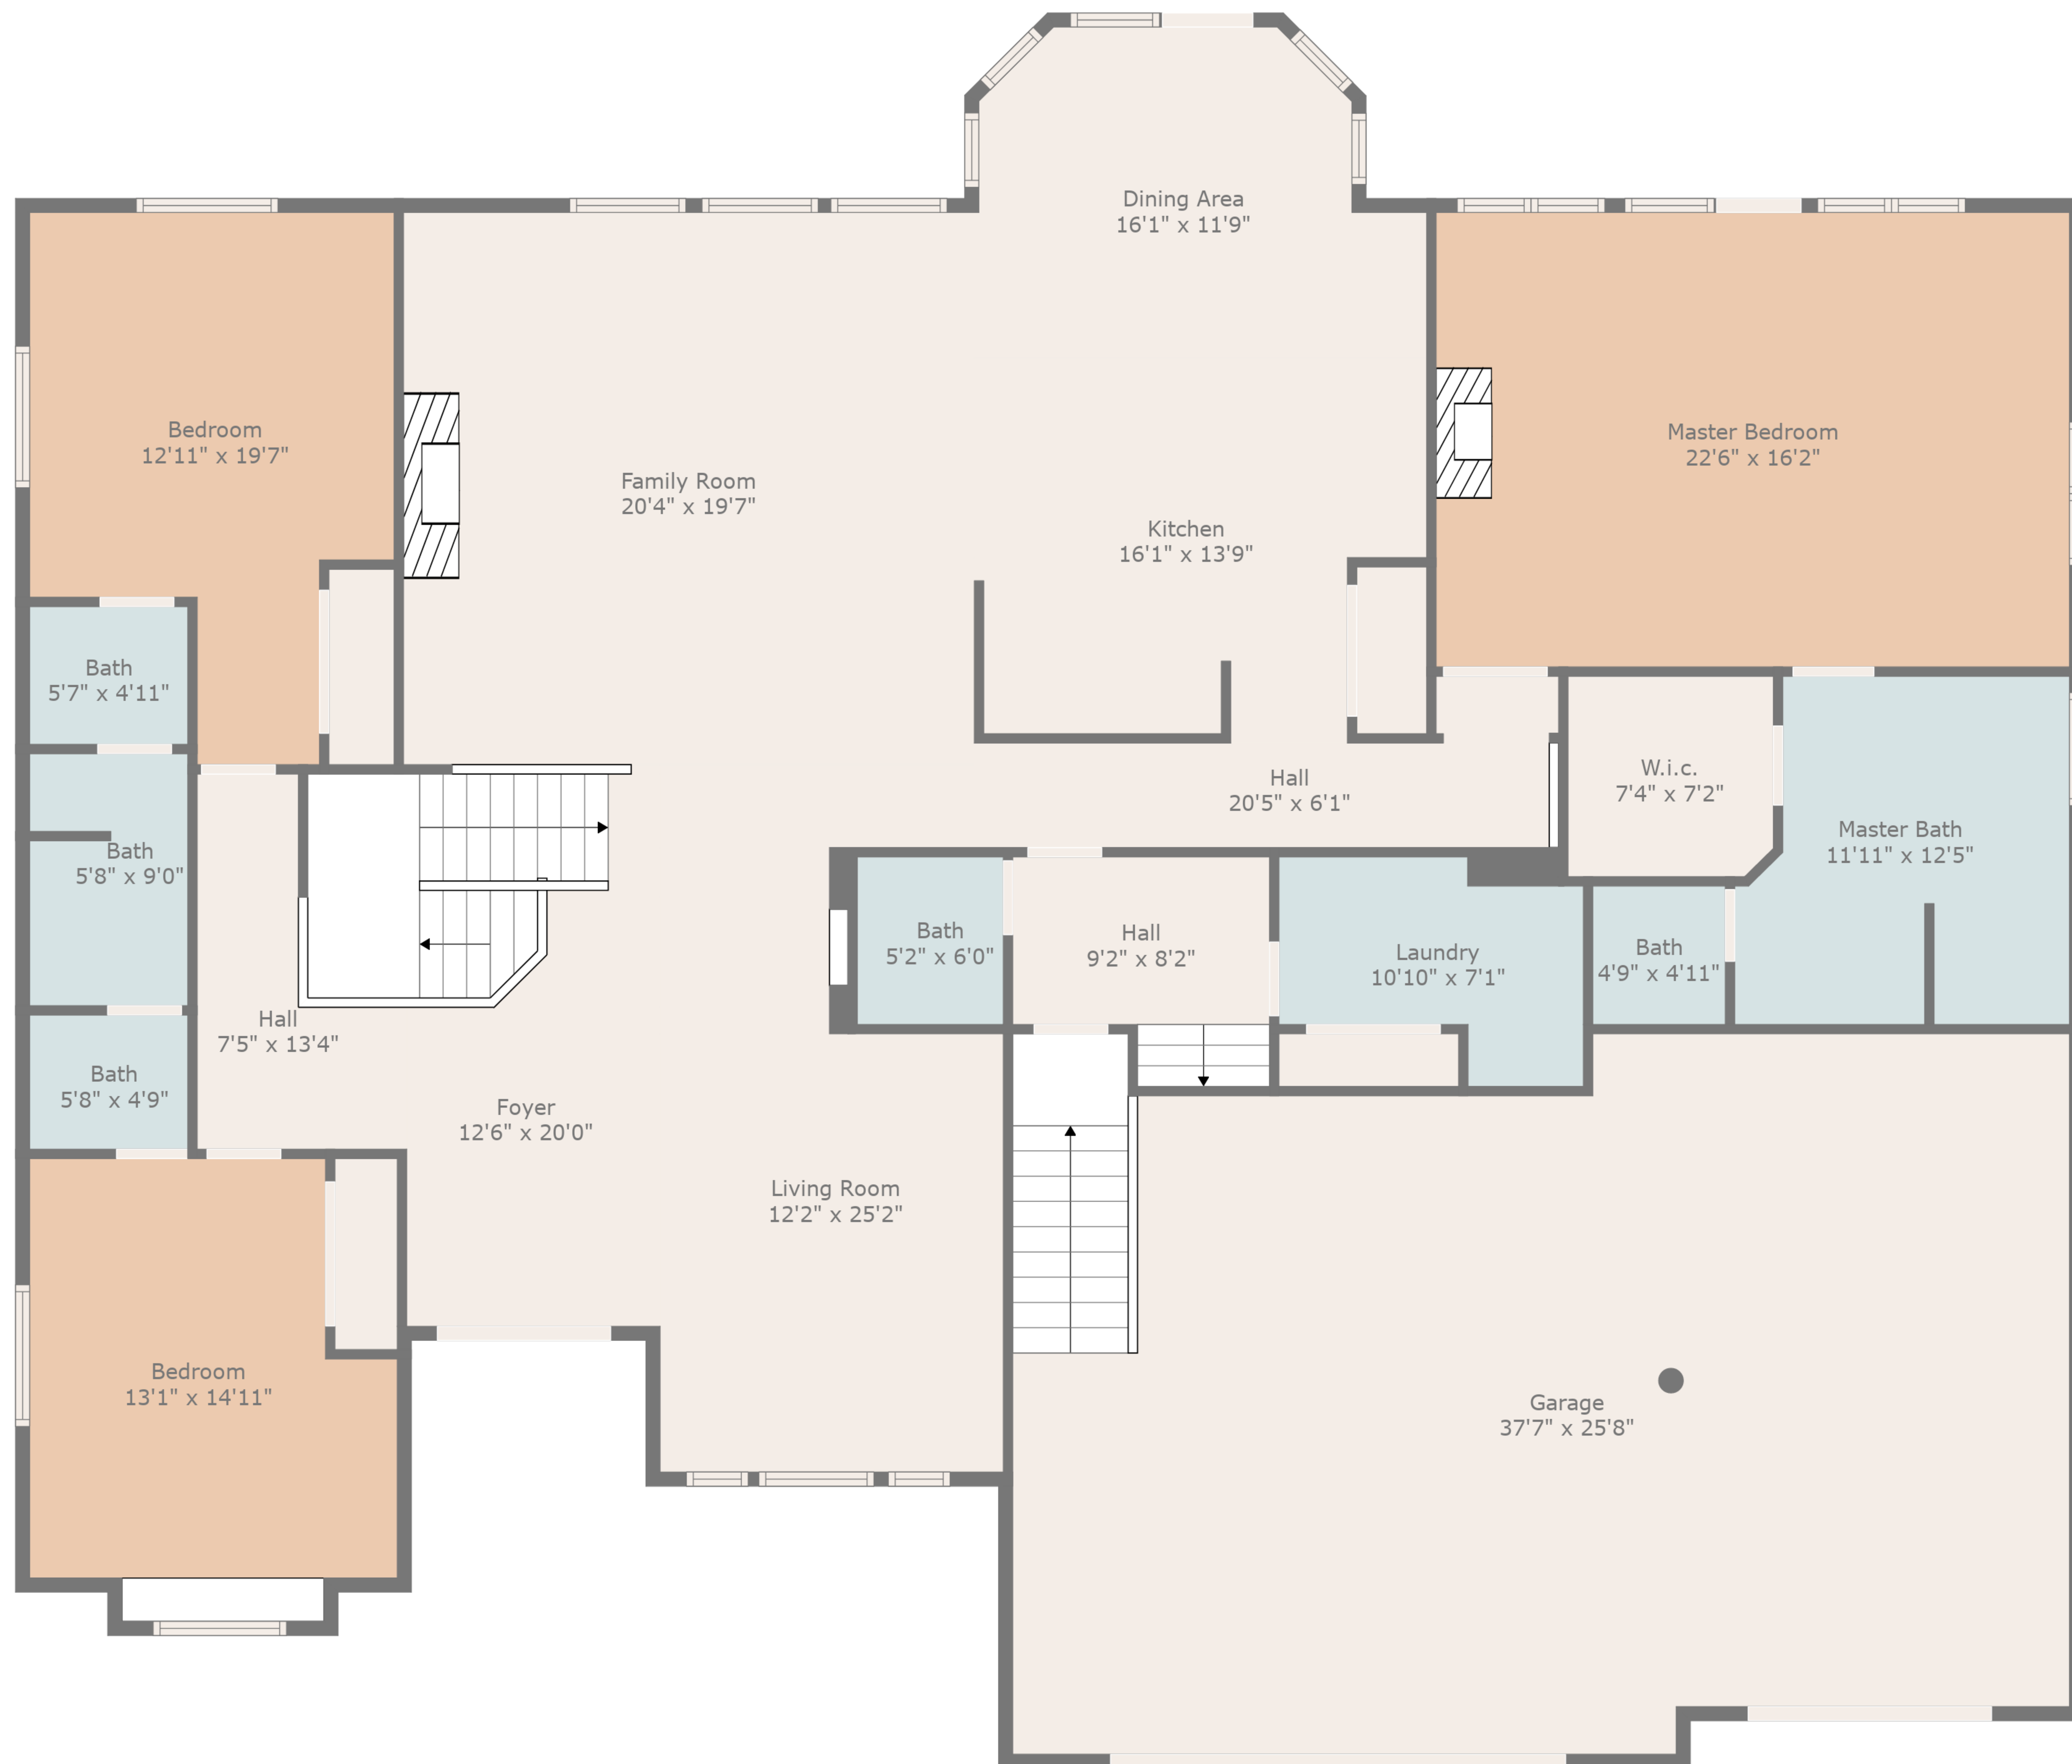 Dining Area
16'1" x 11'9"
Bedroom
12'11" x 19'7"
Master Bedroom
22'6" x 16'2"
Family Room
20'4" x 19'7"
Kitchen
16'1" x 13'9"
Bath
5'7" x 4'11"
Hall
20'5" x 6'1"
W.i.c.
7'4" x 7'2"
Master Bath
11'11" x 12'5"
Bath
5'8" x 9'0"
Bath
5'2" x 6'0"
Hall
9'2" x 8'2"
Laundry
10'10" x 7'1"
Bath
4'9" x 4'11"
Hall
7'5" x 13'4"
Bath
5'8" x 4'9"
Foyer
12'6" x 20'0"
Living Room
12'2" x 25'2"
Bedroom
13'1" x 14'11"
Garage
37'7" x 25'8"